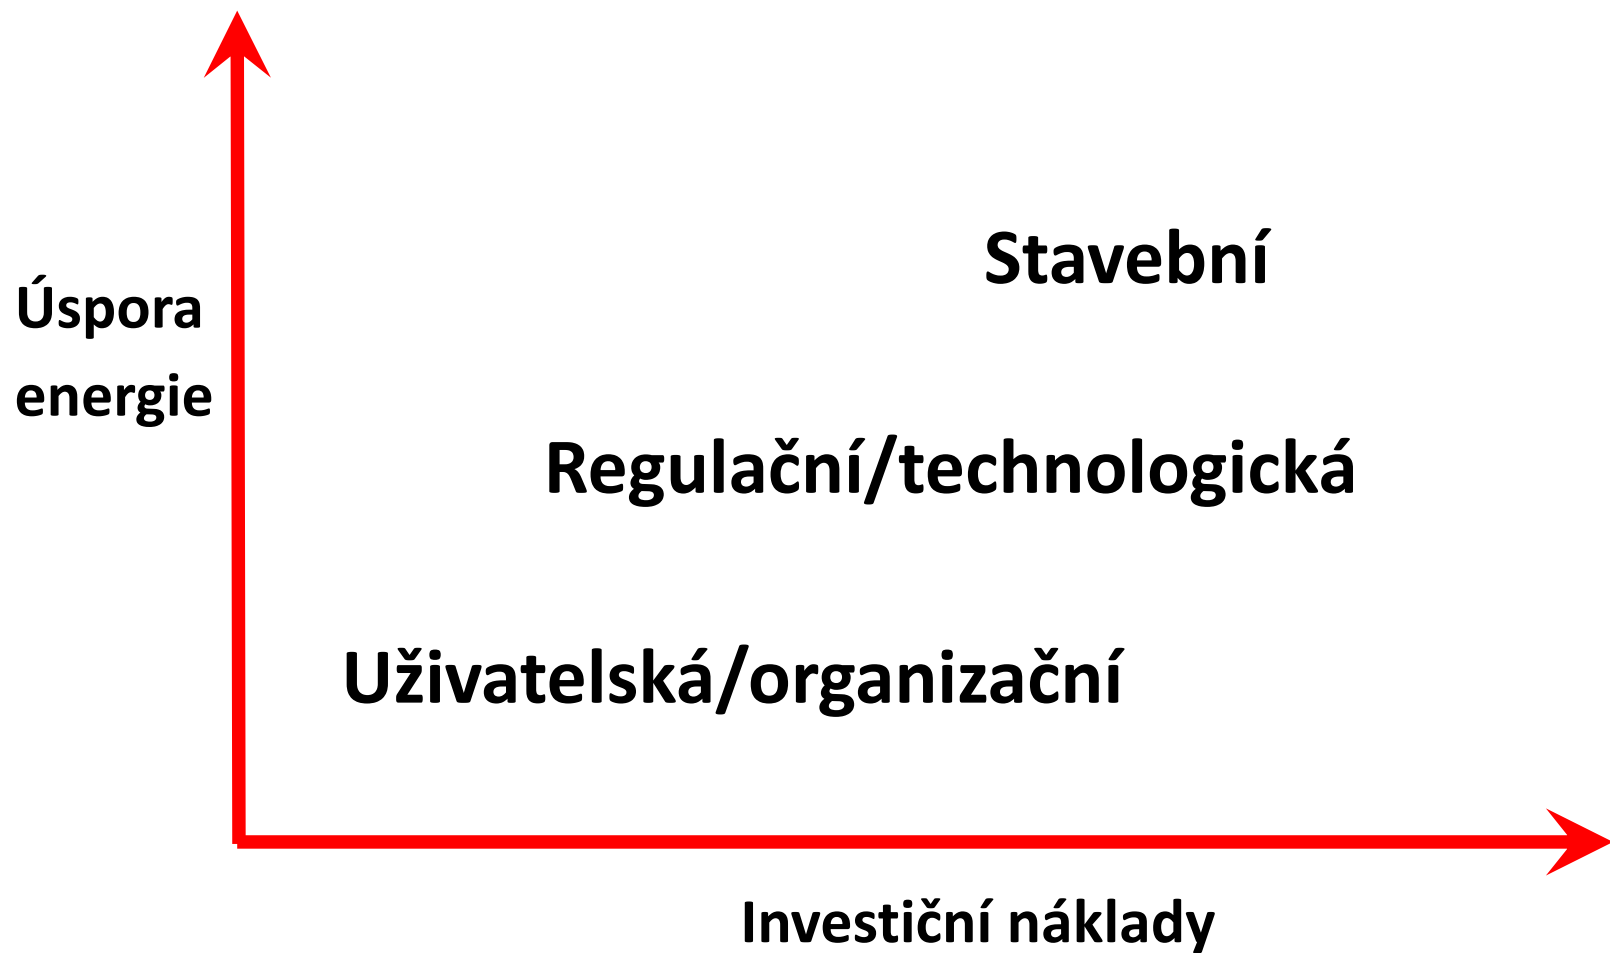 Stavební
Úspora
energie
Regulační/technologická
Uživatelská/organizační
Investiční náklady